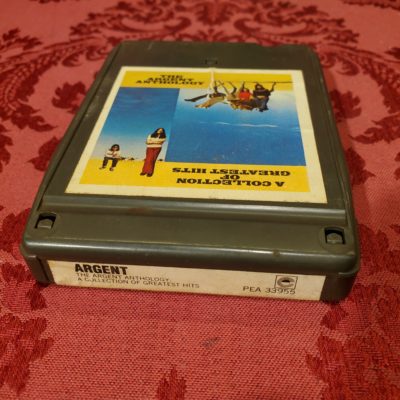 THE
ARGENT
ANTHOLOGY
A COLLECTION
OF
GREATEST HITS
ARGENT
THE ARGENT ANTHOLOGY
A COLLECTION OF GREATEST HITS
PEA 33955